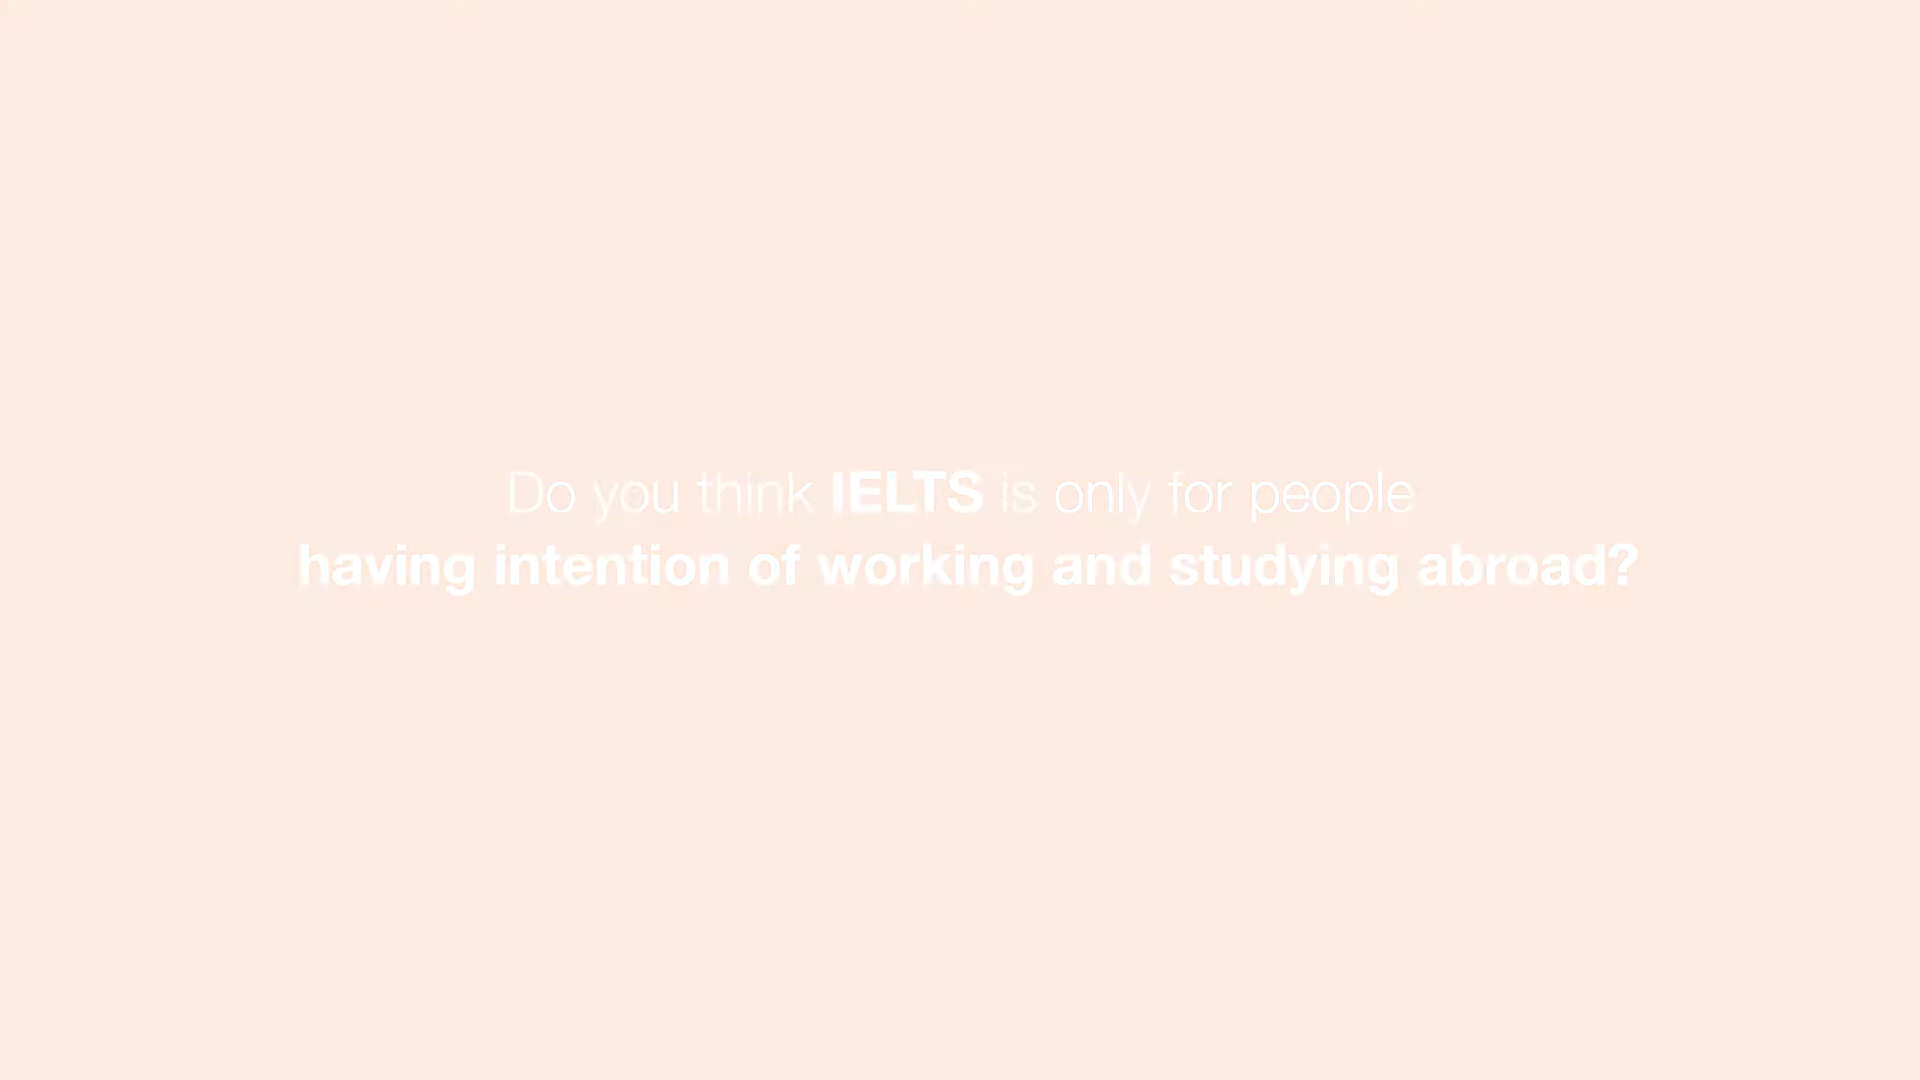 Do you think IELTS is only for people
having intention of working and studying abroad?